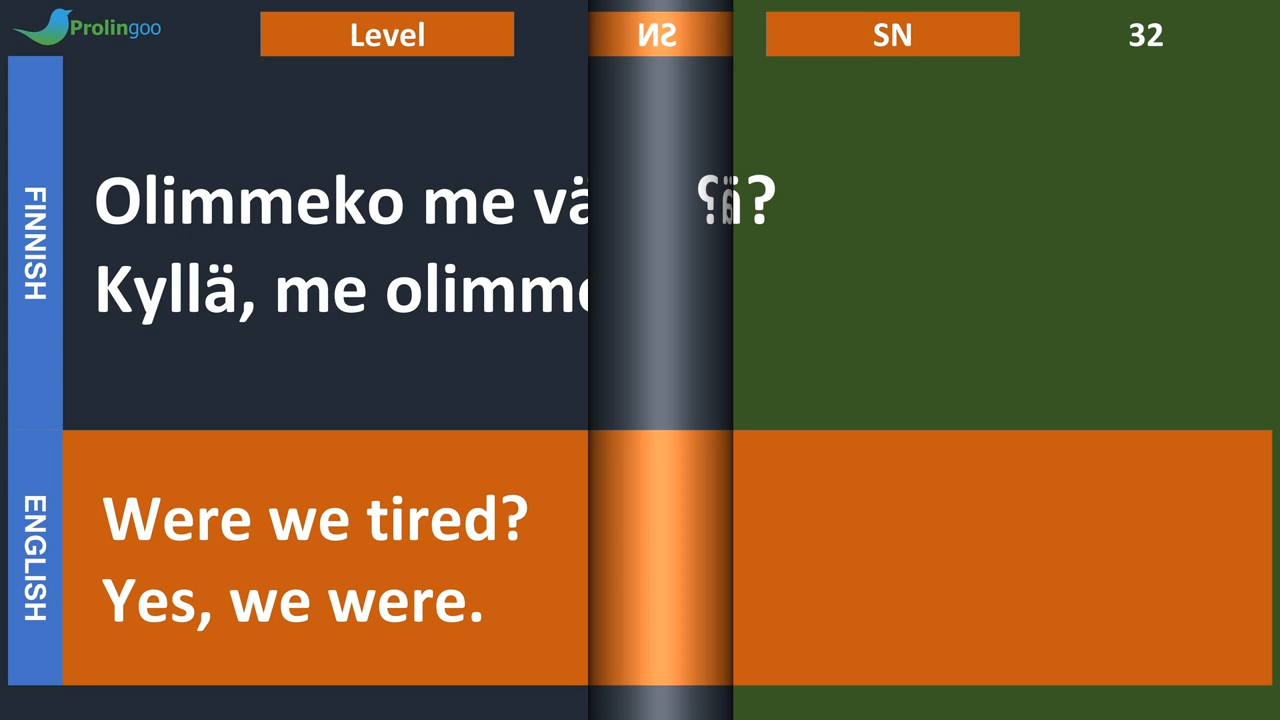 Prolingoo
Level
SN
32
FINNISH
Olimmeko me
Kyllä, me
ENGLISH
Were we tired?
Yes, we were.